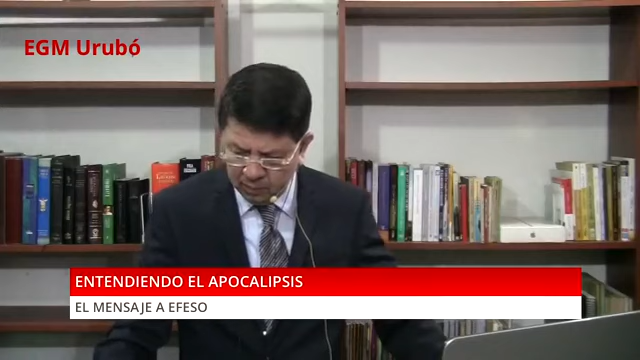 EGM Urubó
ENTENDIENDO EL APOCALIPSIS
EL MENSAJE A EFESO